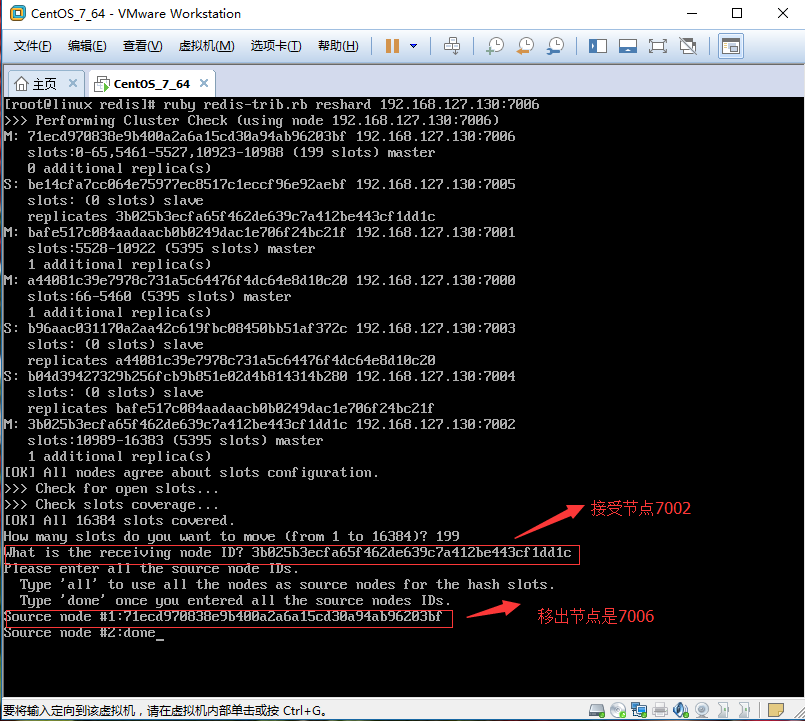 CentOS_7_64 - VMware Workstation
文件(F) 编辑(E) 查看(V) 虚拟机(M) 选项卡(T) 帮助(H)
主页 CentOS_7_64
[root@linux redis]# ruby redis-trib.rb reshard 192.168.127.130:7006
>>> Performing Cluster Check (using node 192.168.127.130:7006)
M: 71ecd970838e9b400a2a6a15cd30a94ab96203bf 192.168.127.130:7006
slots:0-65,5461-5527,10923-10988 (199 slots) master
0 additional replica(s)
S: be14cfa7cc064e75977ec8517c1eccf96e92aebf 192.168.127.130:7005
slots: (0 slots) slave
replicates 3b025b3ecfa65f462de639c7a412be443cf1dd1c
M: bafe517c084aadaacb0b0249dac1e706f24bc21f 192.168.127.130:7001
slots:5528-10922 (5395 slots) master
1 additional replica(s)
M: a44081c39e7978c731a5c64476f4dc64e8d10c20 192.168.127.130:7000
slots:66-5460 (5395 slots) master
1 additional replica(s)
S: b96aac031170a2aa42c619fbc08450bb51af372c 192.168.127.130:7003
slots: (0 slots) slave
replicates a44081c39e7978c731a5c64476f4dc64e8d10c20
S: b04d39427329b256fcb9b851e02d4b814314b280 192.168.127.130:7004
slots: (0 slots) slave
replicates bafe517c084aadaacb0b0249dac1e706f24bc21f
M: 3b025b3ecfa65f462de639c7a412be443cf1dd1c 192.168.127.130:7002
slots:10989-16383 (5395 slots) master
1 additional replica(s)
[OK] All nodes agree about slots configuration.
>>> Check for open slots...
>>> Check slots coverage...
[OK] All 16384 slots covered.
How many slots do you want to move (from 1 to 16384)? 199
接受节点7002
What is the receiving node ID? 3b025b3ecfa65f462de639c7a412be443cf1dd1c
Please enter all the source node IDs.
Type 'all' to use all the nodes as source nodes for the hash slots.
Type 'done' once you entered all the source nodes IDs.
Source node #1:71ecd970838e9b400a2a6a15cd30a94ab96203bf
移出节点是7006
Source node #2:done_
要将输入定向到该虚拟机，请在虚拟机内部单击或按 Ctrl+G。